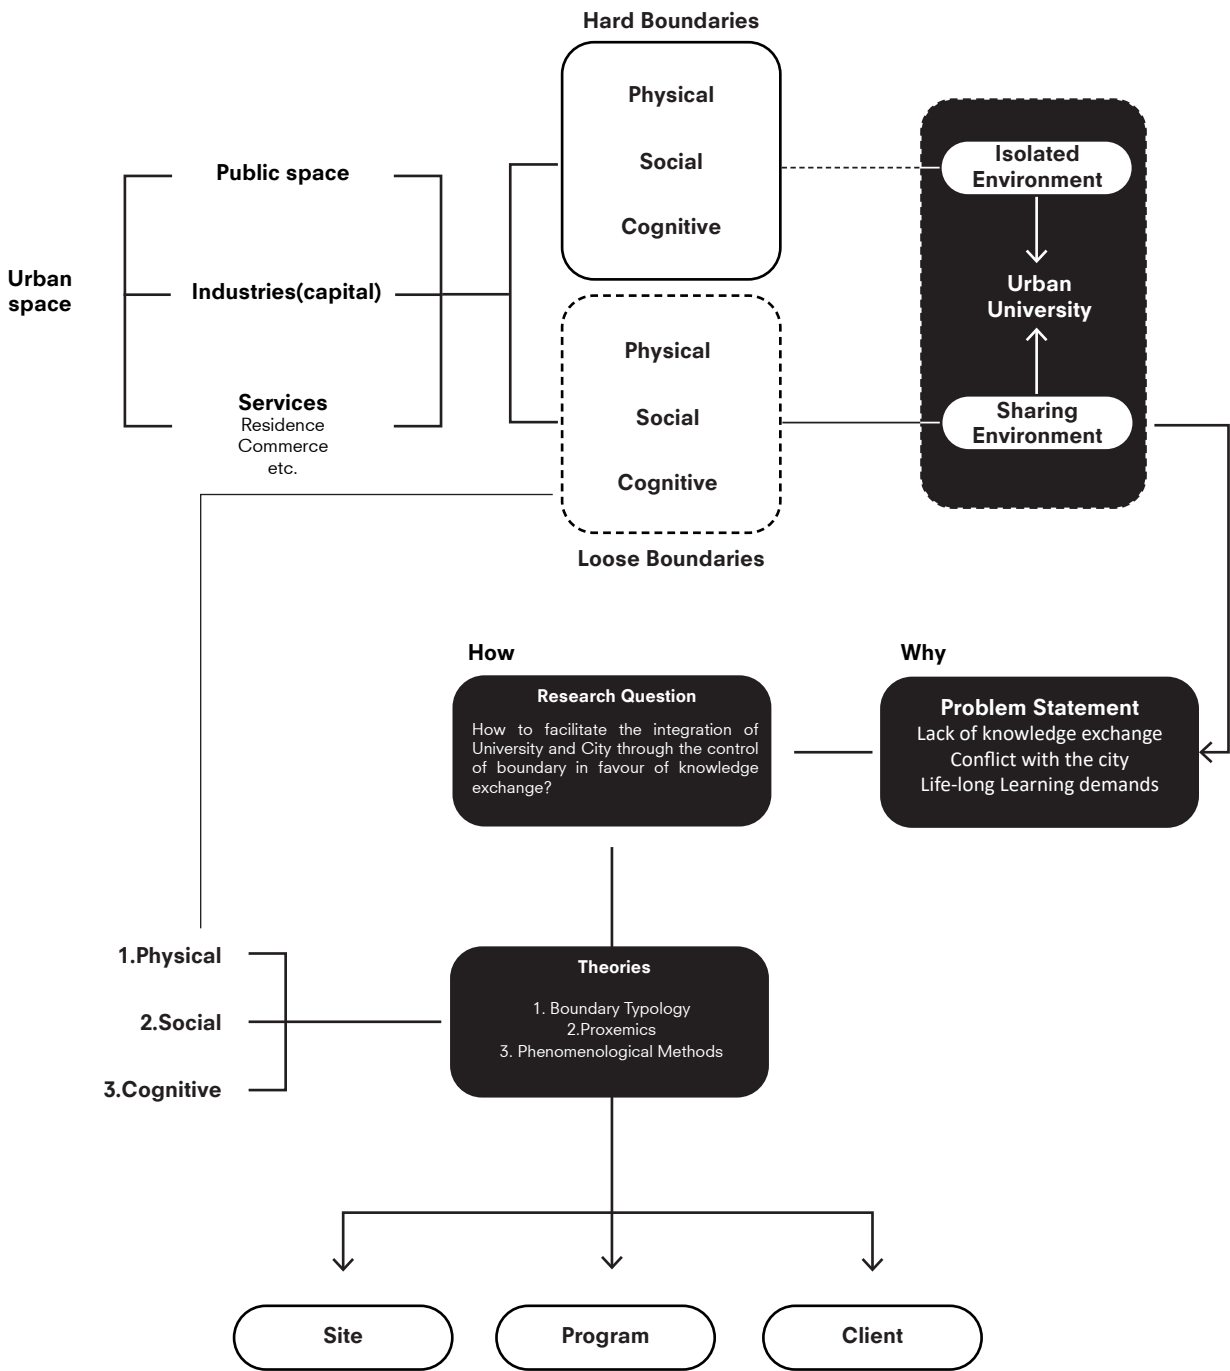 Hard Boundaries
Physical
Social
Cognitive
Public space
Industries(capital)
Services
Residence
Commerce
etc.
Urban
space
Isolated
Environment
Urban
University
Sharing
Environment
Physical
Social
Cognitive
Loose Boundaries
How
Why
Research Question
How to facilitate the integration of
University and City through the control
of boundary in favour of knowledge
exchange?
Problem Statement
Lack of knowledge exchange
Conflict with the city
Life-long Learning demands
1.Physical
2.Social
3.Cognitive
Theories
1. Boundary Typology
2.Proxemics
3. Phenomenological Methods
Site
Program
Client